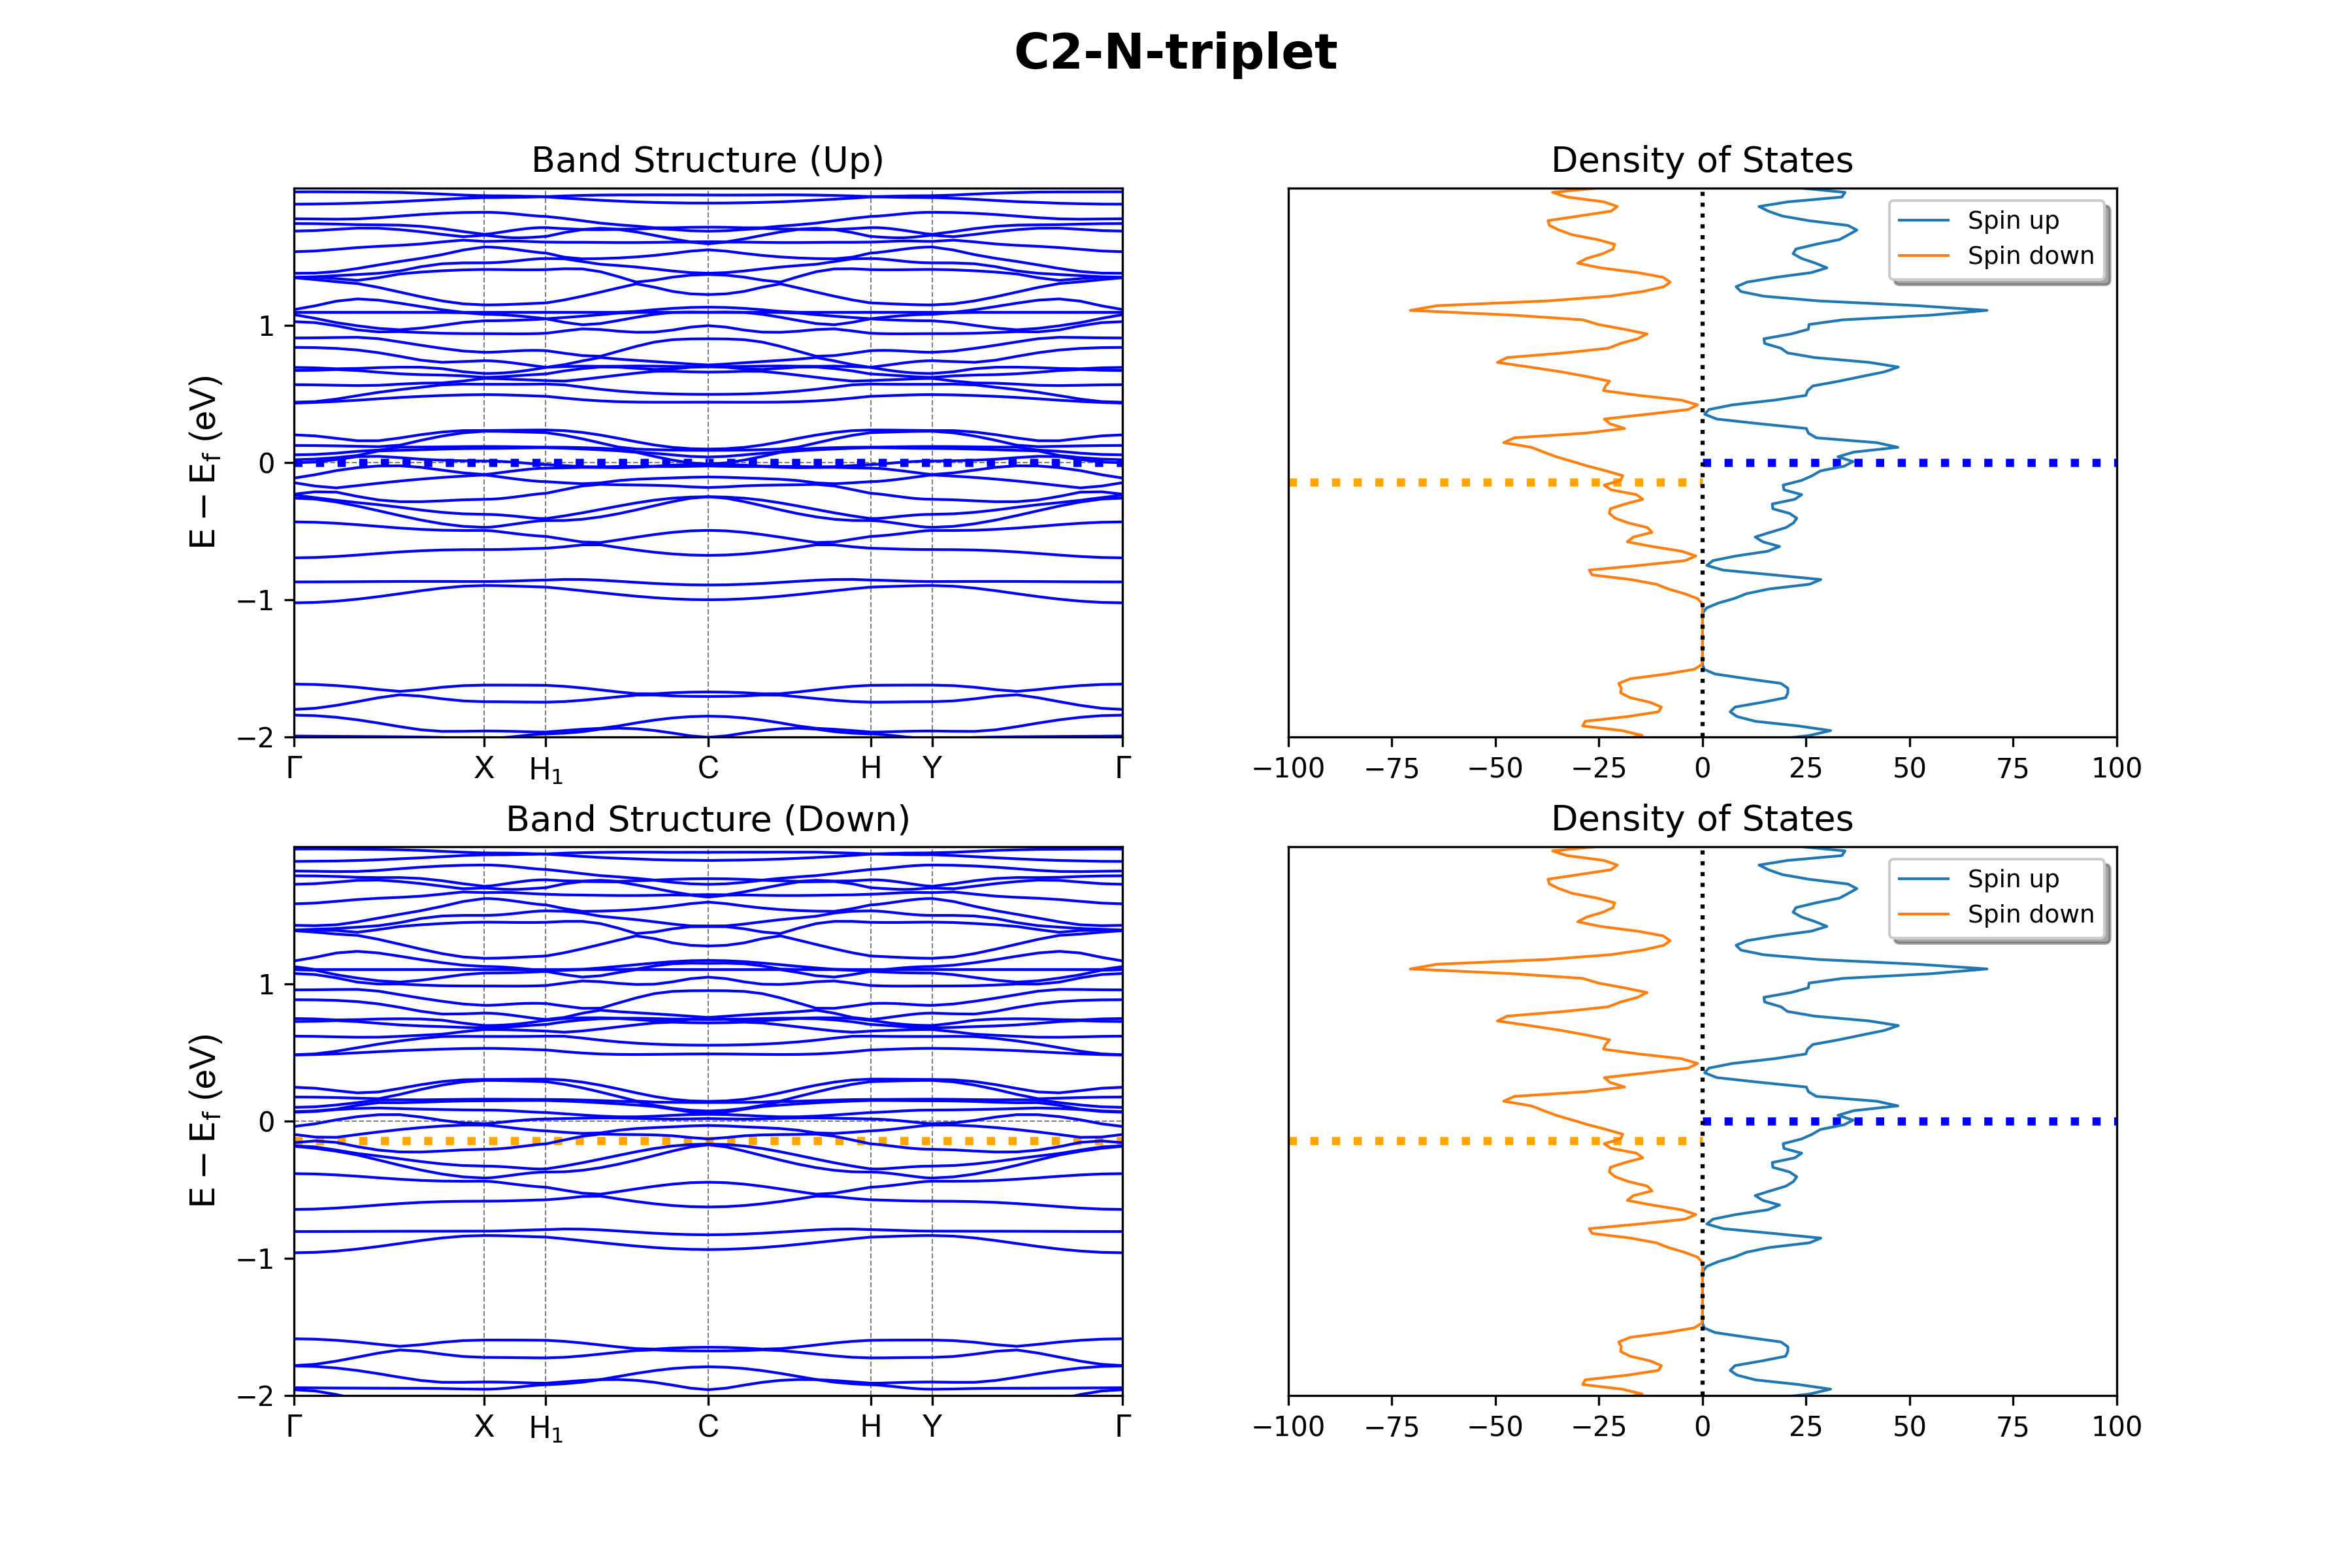 C2-N-triplet
Band Structure (Up)
E − E_f (eV)
1
0
−1
−2
Γ X H₁ C H Y Γ
Density of States
Spin up
Spin down
−100 −75 −50 −25 0 25 50 75 100
Band Structure (Down)
E − E_f (eV)
1
0
−1
−2
Γ X H₁ C H Y Γ
Density of States
Spin up
Spin down
−100 −75 −50 −25 0 25 50 75 100